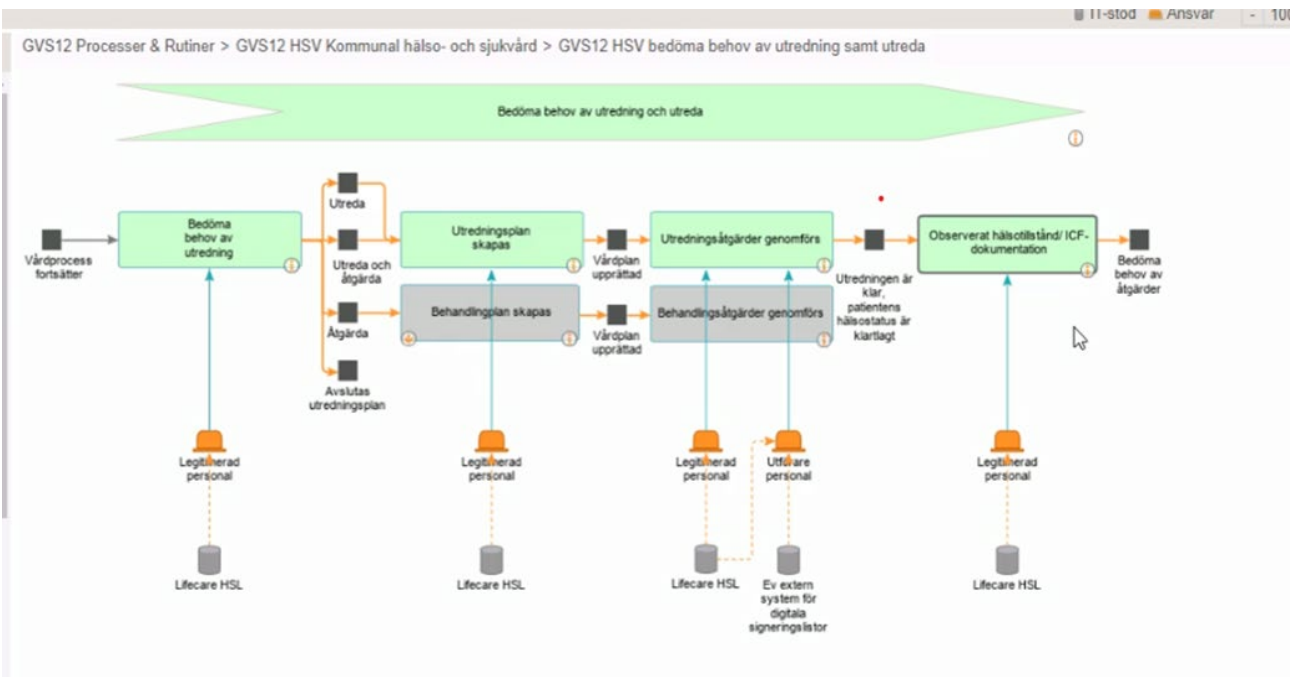 IT-stöd Ansvar - 100
GVS12 Processer & Rutiner > GVS12 HSV Kommunal hälso- och sjukvård > GVS12 HSV bedöma behov av utredning samt utreda
Bedöma behov av utredning och utreda
Vårdprocess
fortsätter
Bedöma
behov av
utredning
Utreda
Utreda och
åtgärda
Åtgärda
Avslutas
utredningsplan
Utredningsplan
skapas
Behandlingplan skapas
Vårdplan
upprättad
Vårdplan
upprättad
Utredningsåtgärder genomförs
Behandlingsåtgärder genomförs
Utredningen är
klar,
patientens
hälsostatus är
klartlagt
Observerat hälsotillstånd/ ICF-
dokumentation
Bedöma
behov av
åtgärder
Legitimerad
personal
Legitimerad
personal
Legitimerad
personal
Utförare
personal
Legitimerad
personal
Lifecare HSL
Lifecare HSL
Lifecare HSL
Ev extern
system för
digitala
signeringslistor
Lifecare HSL